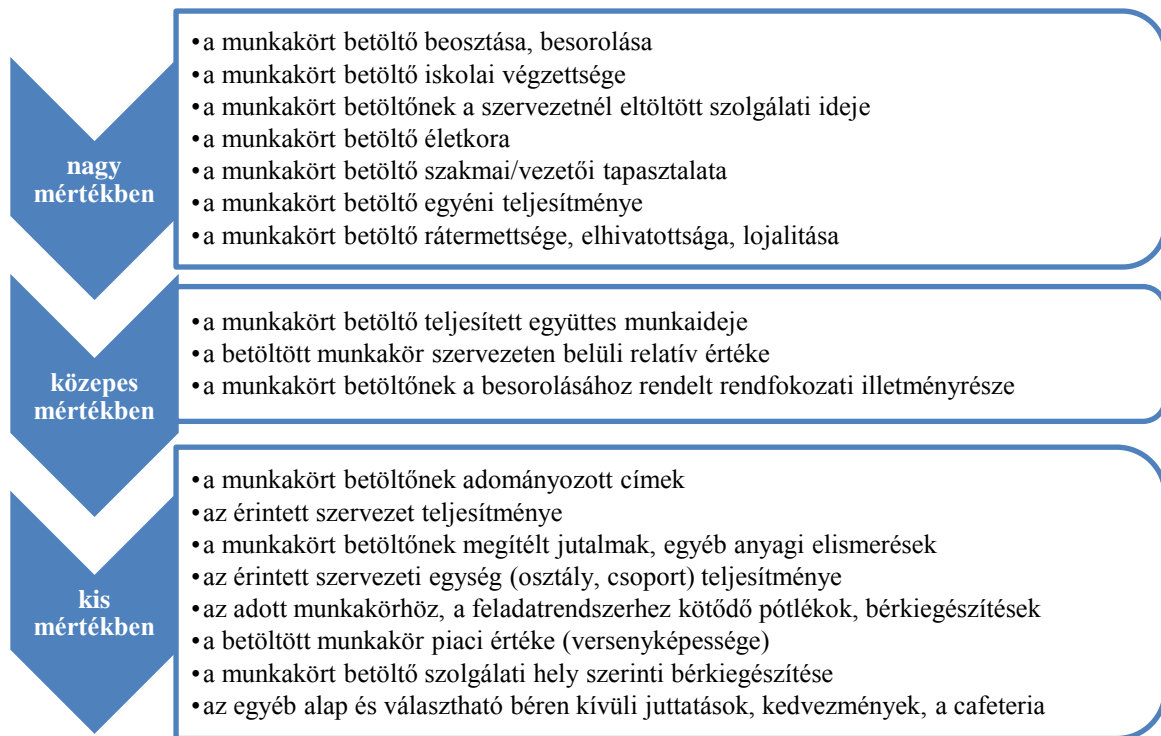 nagy
mértékben
•a munkakört betöltő beosztása, besorolása
•a munkakört betöltő iskolai végzettsége
•a munkakört betöltőnek a szervezetnél eltöltött szolgálati ideje
•a munkakört betöltő életkora
•a munkakört betöltő szakmai/vezetői tapasztalata
•a munkakört betöltő egyéni teljesítménye
•a munkakört betöltő rátermettsége, elhivatottsága, lojalitása
közepes
mértékben
•a munkakört betöltő teljesített együttes munkaideje
•a betöltött munkakör szervezeten belüli relatív értéke
•a munkakört betöltőnek a besorolásához rendelt rendfokozati illetményrésze
kis
mértékben
•a munkakört betöltőnek adományozott címek
•az érintett szervezet teljesítménye
•a munkakört betöltőnek megítélt jutalmak, egyéb anyagi elismerések
•az érintett szervezeti egység (osztály, csoport) teljesítménye
•az adott munkakörhöz, a feladatrendszerhez kötődő pótlékok, bérkiegészítések
•a betöltött munkakör piaci értéke (versenyképessége)
•a munkakört betöltő szolgálati hely szerinti bérkiegészítése
•az egyéb alap és választható béren kívüli juttatások, kedvezmények, a cafeteria